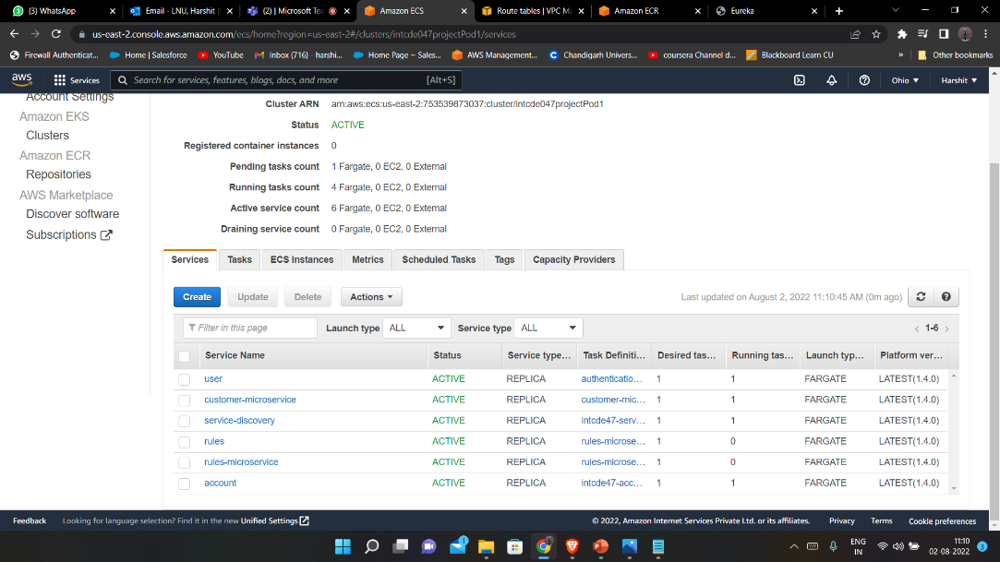 (3) WhatsApp
Email - LNU, Harshit (
(2) | Microsoft Tea
Amazon ECS
Route tables | VPC Ma
Amazon ECR
Eureka
us-east-2.console.aws.amazon.com/ecs/home?region=us-east-2#/clusters/intcde047projectPod1/services
Firewall Authenticat...
Home | Salesforce
YouTube
Inbox (716) - harshi...
Home Page ~ Sales...
AWS Management...
Chandigarh Univers...
coursera Channel d...
Blackboard Learn CU
»
Other bookmarks
aws
Services
Search for services, features, blogs, docs, and more
[Alt+S]
Ohio
Harshit
Account Settings
Amazon EKS
Clusters
Amazon ECR
Repositories
AWS Marketplace
Discover software
Subscriptions
Cluster ARN arn:aws:ecs:us-east-2:753539873037:cluster/intcde047projectPod1
Status ACTIVE
Registered container instances 0
Pending tasks count 1 Fargate, 0 EC2, 0 External
Running tasks count 4 Fargate, 0 EC2, 0 External
Active service count 6 Fargate, 0 EC2, 0 External
Draining service count 0 Fargate, 0 EC2, 0 External
Services Tasks ECS Instances Metrics Scheduled Tasks Tags Capacity Providers
Create Update Delete Actions Last updated on August 2, 2022 11:10:45 AM (0m ago)
Filter in this page Launch type ALL Service type ALL 1-6
Service Name Status Service type... Task Definiti... Desired tas... Running tas... Launch typ... Platform ver...
user ACTIVE REPLICA authenticatio... 1 1 FARGATE LATEST(1.4.0)
customer-microservice ACTIVE REPLICA customer-mic... 1 1 FARGATE LATEST(1.4.0)
service-discovery ACTIVE REPLICA intcde47-serv... 1 1 FARGATE LATEST(1.4.0)
rules ACTIVE REPLICA rules-microse... 1 0 FARGATE LATEST(1.4.0)
rules-microservice ACTIVE REPLICA rules-microse... 1 0 FARGATE LATEST(1.4.0)
account ACTIVE REPLICA intcde47-acc... 1 1 FARGATE LATEST(1.4.0)
Feedback Looking for language selection? Find it in the new Unified Settings © 2022, Amazon Internet Services Private Ltd. or its affiliates. Privacy Terms Cookie preferences
ENG
IN
11:10
02-08-2022
3